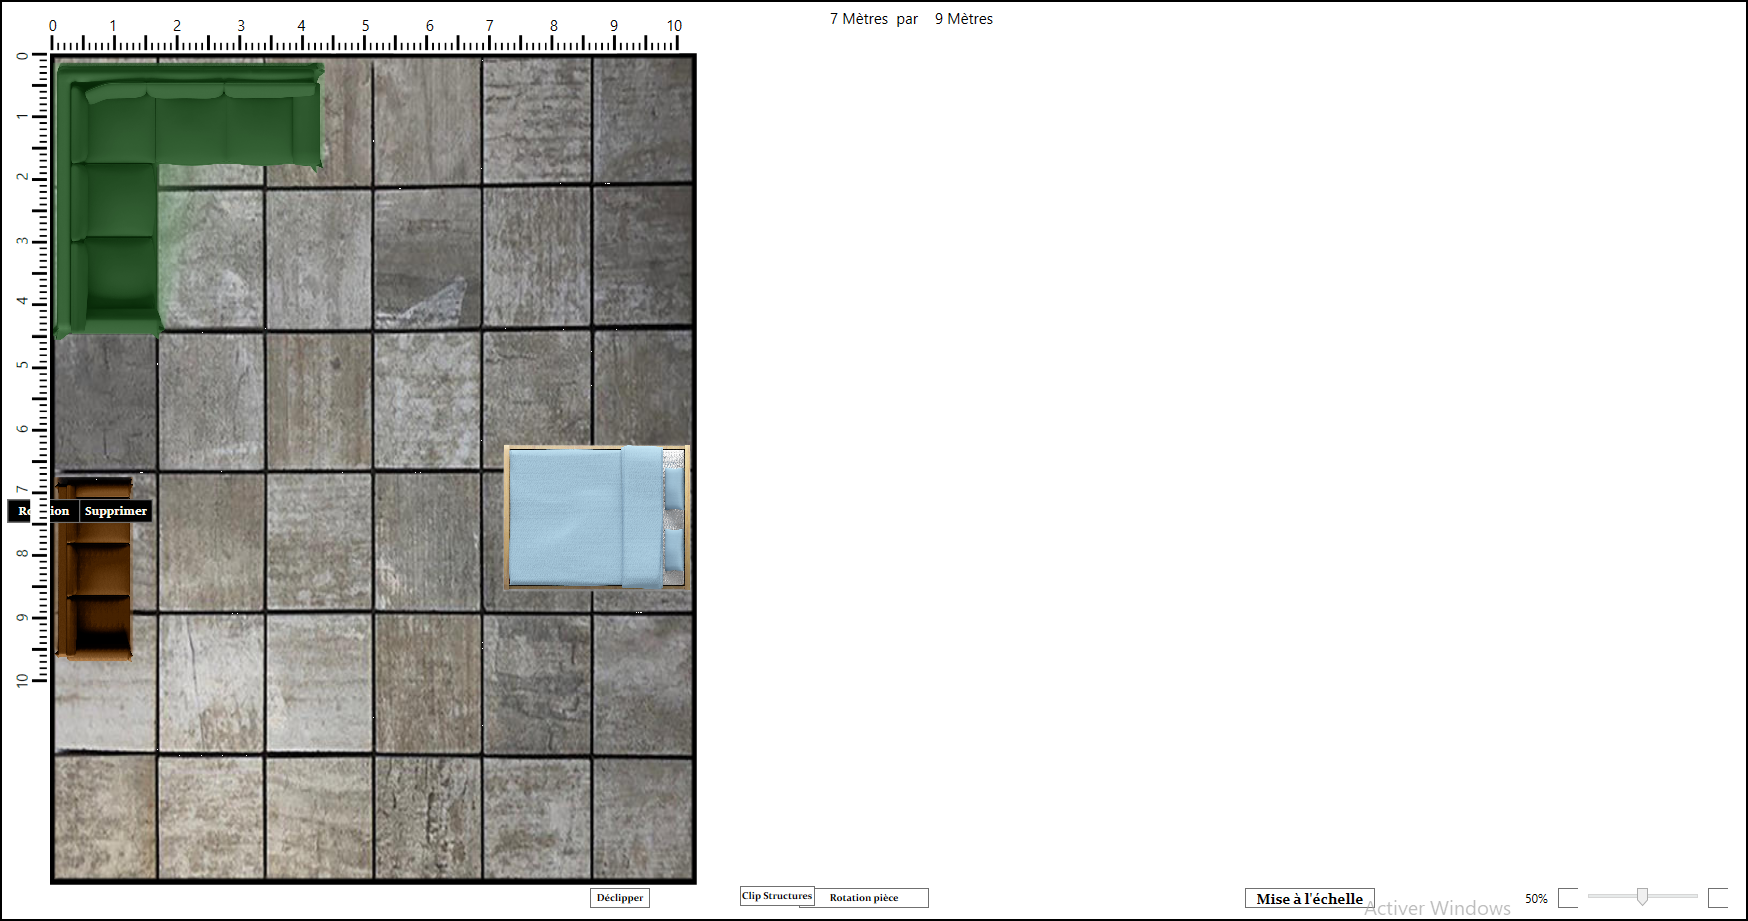 7 Mètres par 9 Mètres
0 1 2 3 4 5 6 7 8 9 10
0
1
2
3
4
5
6
7
8
9
10
Supprimer
Déclipper
Clip Structures
Rotation pièce
Mise à l'échelle
50%
Activer Windows